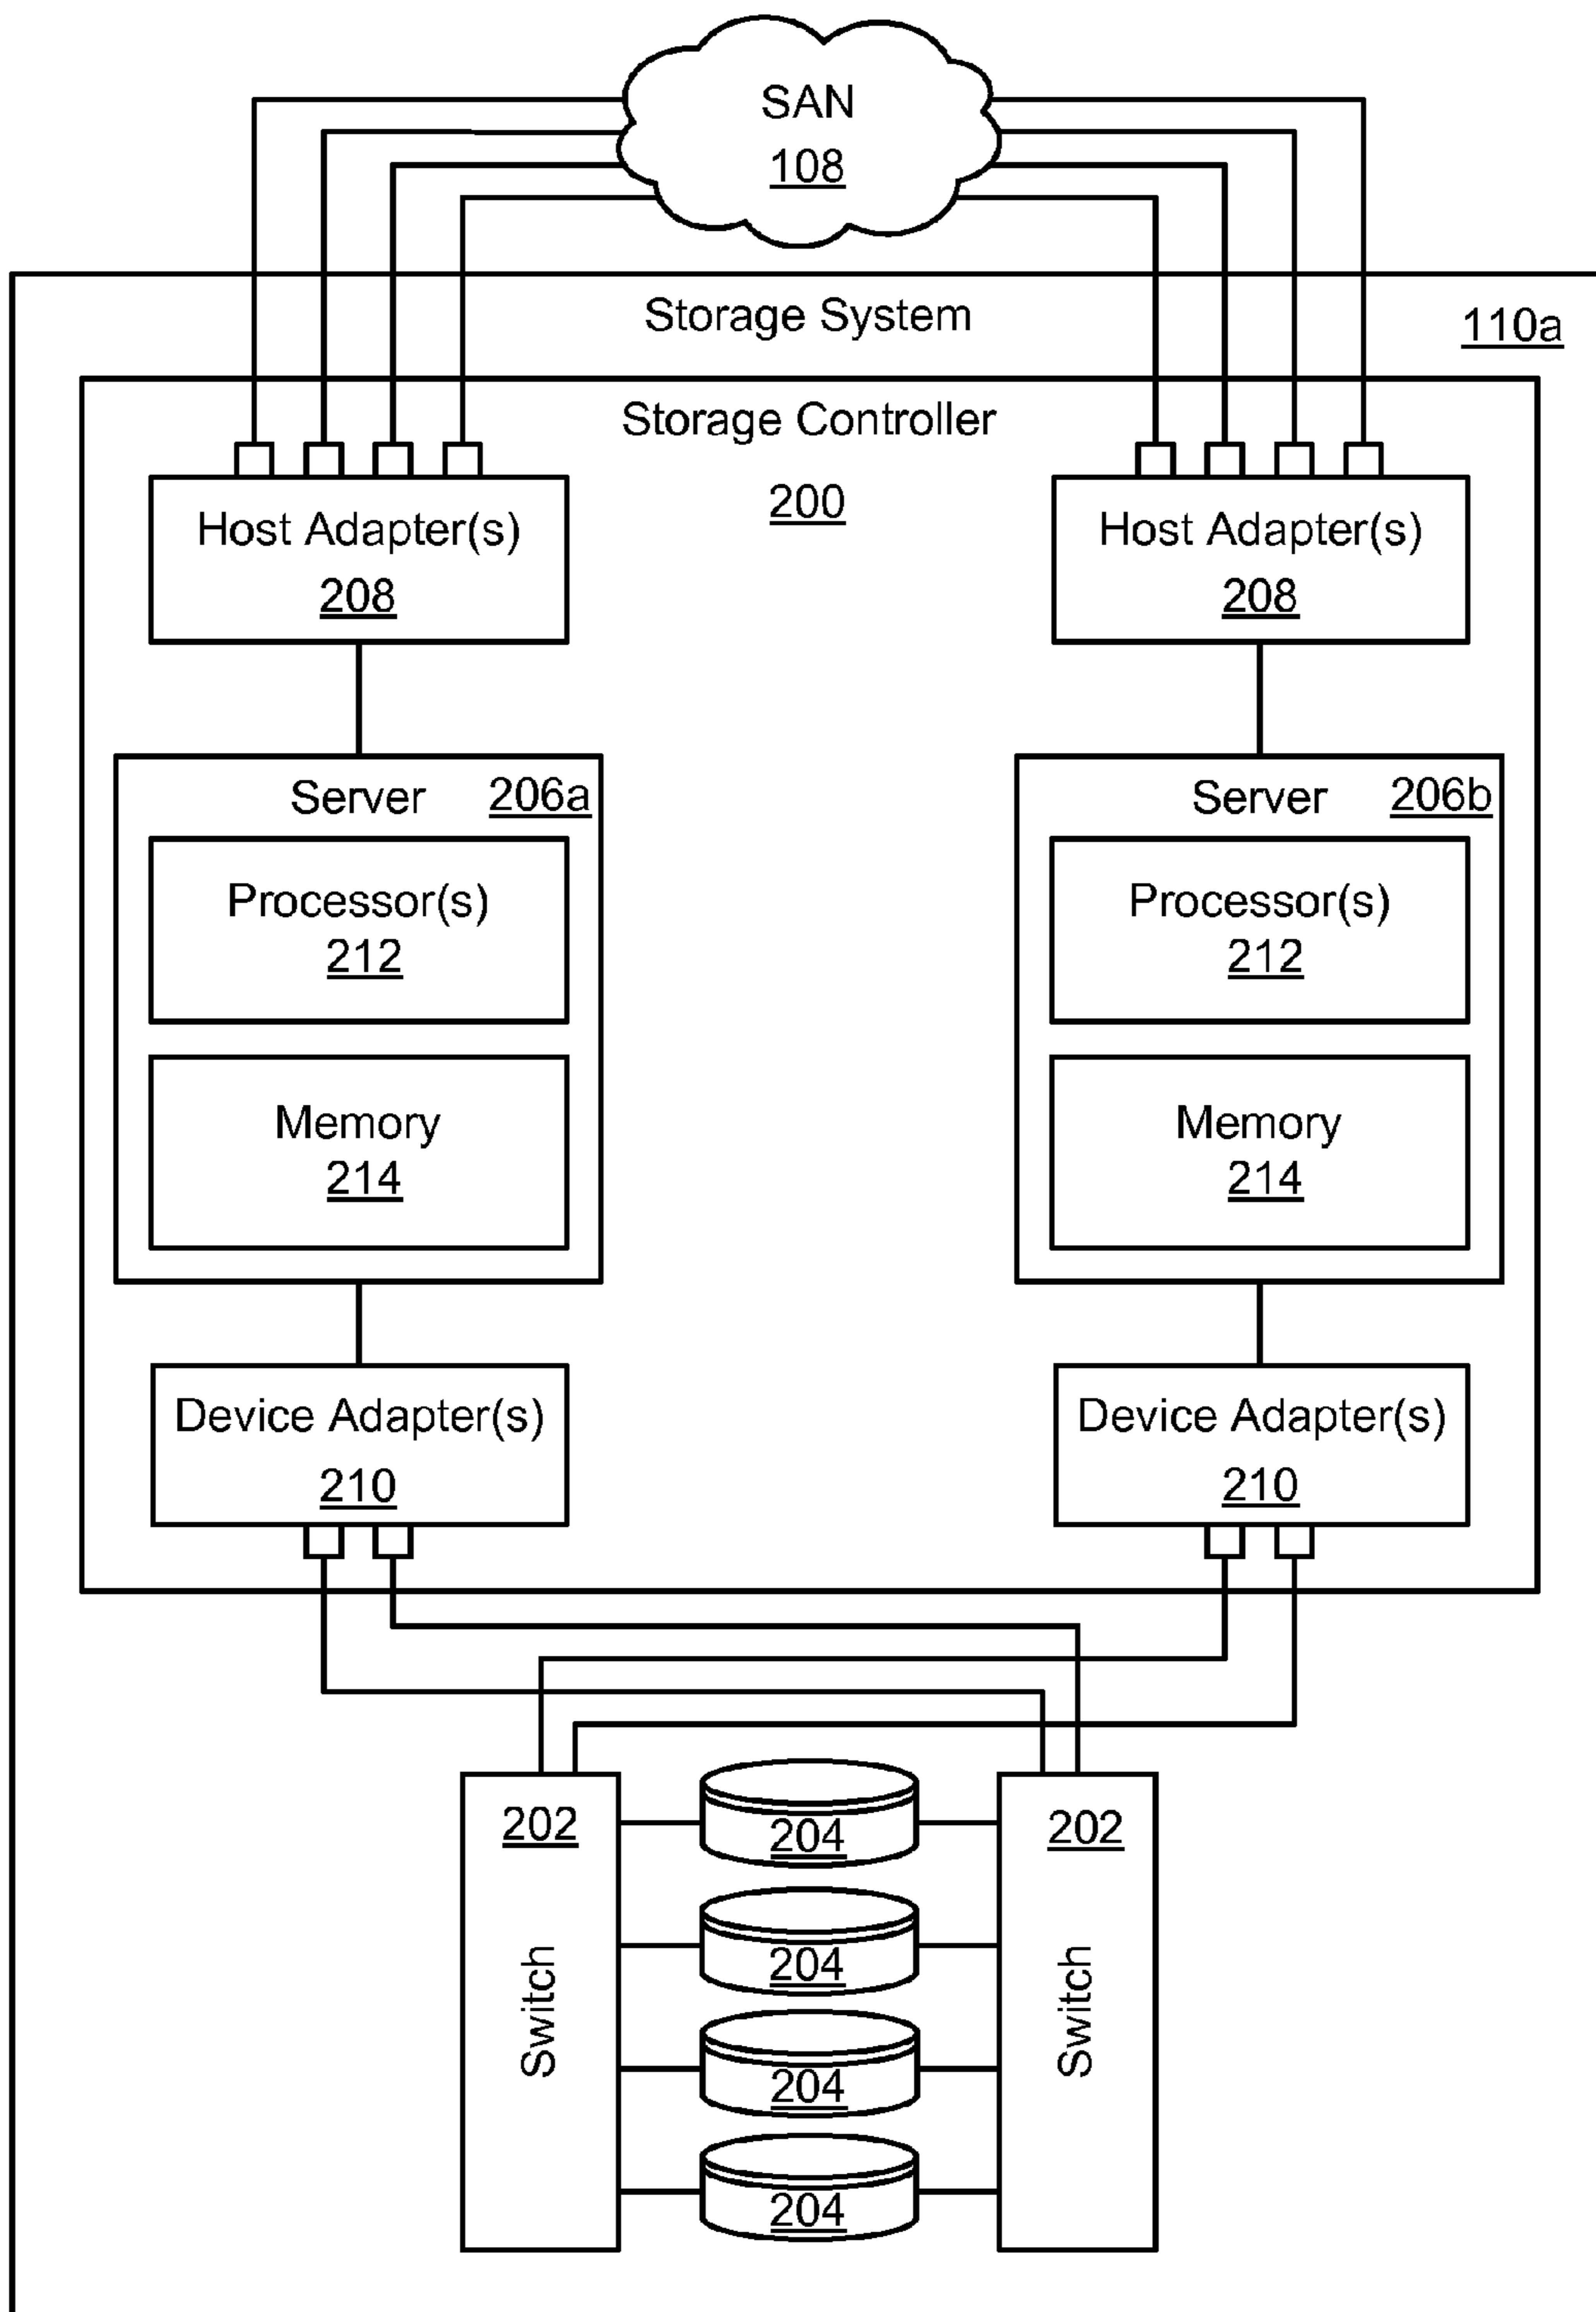 SAN
108
Storage System
110a
Storage Controller
200
Host Adapter(s)
208
Host Adapter(s)
208
Server 206a
Processor(s)
212
Memory
214
Server 206b
Processor(s)
212
Memory
214
Device Adapter(s)
210
Device Adapter(s)
210
202
Switch
204
204
204
204
202
Switch